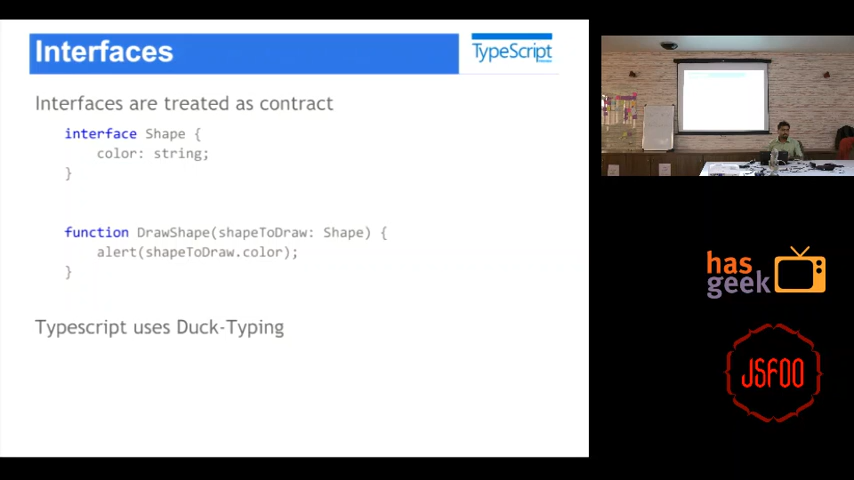 Interfaces
TypeScript
Interfaces are treated as contract
interface Shape {
color: string;
}
function DrawShape(shapeToDraw: Shape) {
alert(shapeToDraw.color);
}
Typescript uses Duck-Typing
has
geek
JSFOO